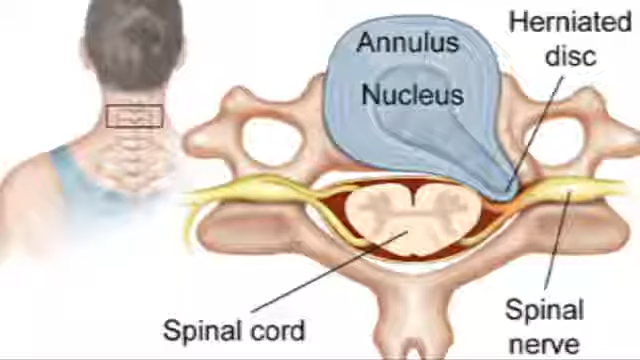 Annulus
Nucleus
Herniated
disc
Spinal cord
Spinal
nerve